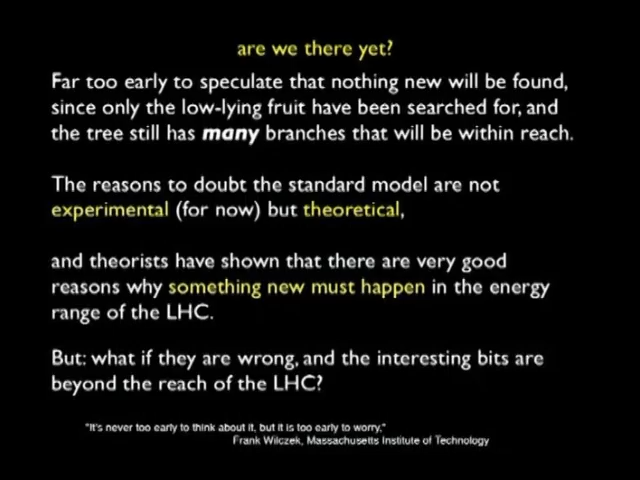 are we there yet?
Far too early to speculate that nothing new will be found,
since only the low-lying fruit have been searched for, and
the tree still has many branches that will be within reach.
The reasons to doubt the standard model are not
experimental (for now) but theoretical,
and theorists have shown that there are very good
reasons why something new must happen in the energy
range of the LHC.
But: what if they are wrong, and the interesting bits are
beyond the reach of the LHC?
"It's never too early to think about it, but it is too early to worry,"
Frank Wilczek, Massachusetts Institute of Technology